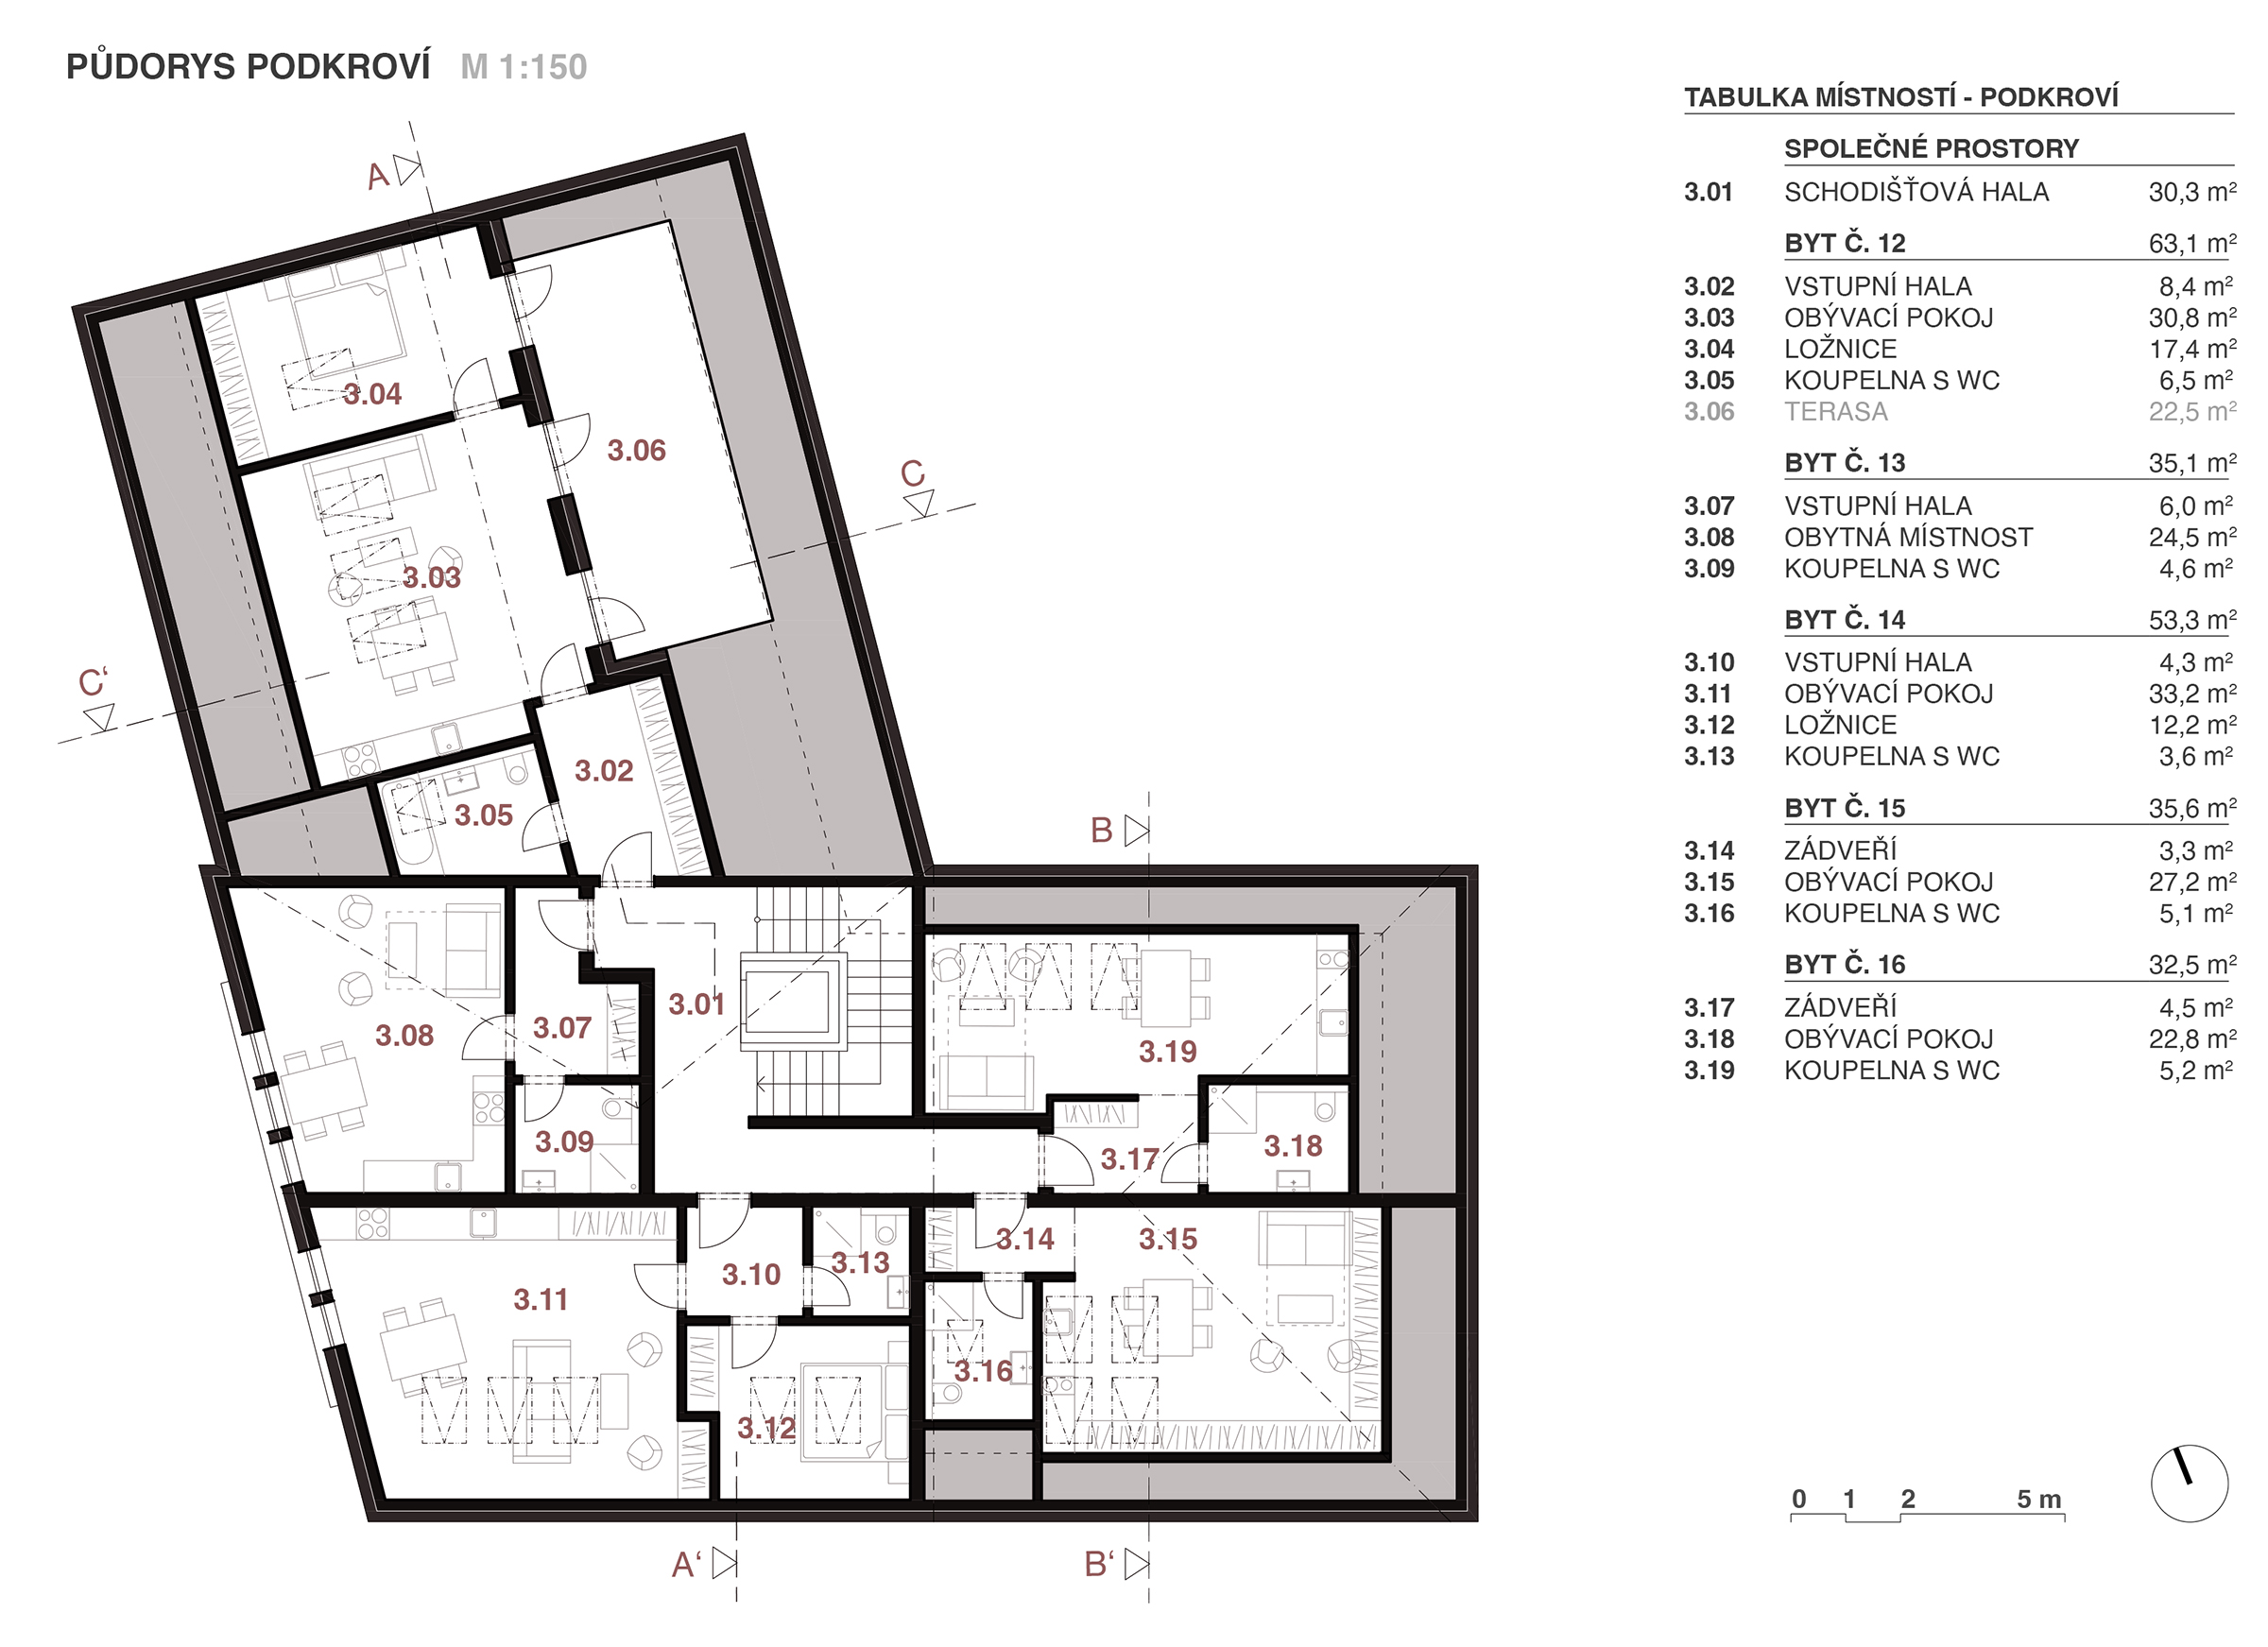 PŮDORYS PODKROVÍ M 1:150
TABULKA MÍSTNOSTÍ - PODKROVÍ
SPOLEČNÉ PROSTORY
3.01 SCHODIŠŤOVÁ HALA 30,3 m²
BYT Č. 12 63,1 m²
3.02 VSTUPNÍ HALA 8,4 m²
3.03 OBÝVACÍ POKOJ 30,8 m²
3.04 LOŽNICE 17,4 m²
3.05 KOUPELNA S WC 6,5 m²
3.06 TERASA 22,5 m²
BYT Č. 13 35,1 m²
3.07 VSTUPNÍ HALA 6,0 m²
3.08 OBYTNÁ MÍSTNOST 24,5 m²
3.09 KOUPELNA S WC 4,6 m²
BYT Č. 14 53,3 m²
3.10 VSTUPNÍ HALA 4,3 m²
3.11 OBÝVACÍ POKOJ 33,2 m²
3.12 LOŽNICE 12,2 m²
3.13 KOUPELNA S WC 3,6 m²
BYT Č. 15 35,6 m²
3.14 ZÁDVEŘÍ 3,3 m²
3.15 OBÝVACÍ POKOJ 27,2 m²
3.16 KOUPELNA S WC 5,1 m²
BYT Č. 16 32,5 m²
3.17 ZÁDVEŘÍ 4,5 m²
3.18 OBÝVACÍ POKOJ 22,8 m²
3.19 KOUPELNA S WC 5,2 m²
A
3.04
3.06
C
3.03
C‘
3.02
3.05
B
3.01
3.07
3.08
3.19
3.09
3.17
3.18
3.14
3.15
3.13
3.10
3.11
3.16
3.12
0 1 2 5 m
A‘
B‘